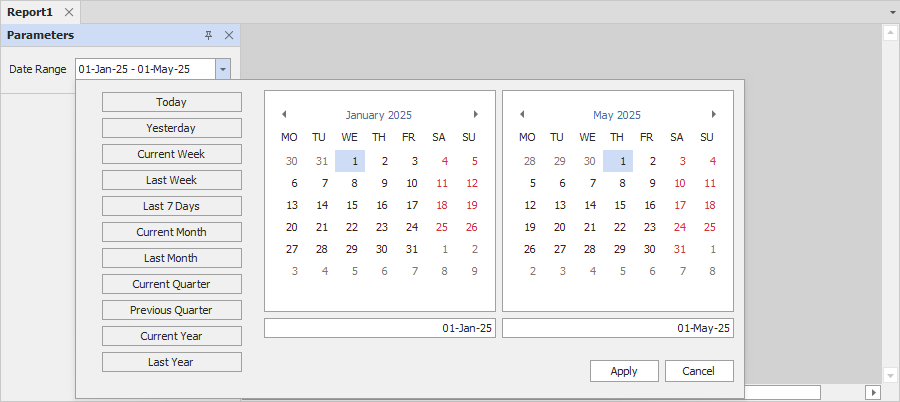 Report1
Parameters
Date Range 01-Jan-25 - 01-May-25
Today
Yesterday
Current Week
Last Week
Last 7 Days
Current Month
Last Month
Current Quarter
Previous Quarter
Current Year
Last Year
January 2025
MO TU WE TH FR SA SU
30 31 1 2 3 4 5
6 7 8 9 10 11 12
13 14 15 16 17 18 19
20 21 22 23 24 25 26
27 28 29 30 31 1 2
3 4 5 6 7 8 9
01-Jan-25
May 2025
MO TU WE TH FR SA SU
28 29 30 1 2 3 4
5 6 7 8 9 10 11
12 13 14 15 16 17 18
19 20 21 22 23 24 25
26 27 28 29 30 31 1
2 3 4 5 6 7 8
01-May-25
Apply Cancel